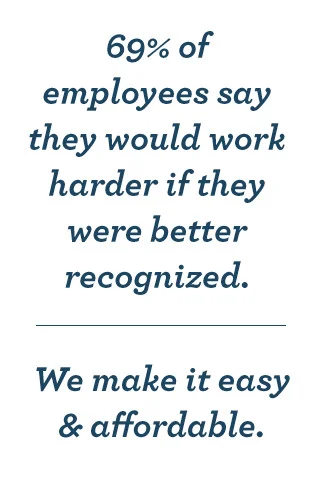 69% of
employees say
they would work
harder if they
were better
recognized.
We make it easy
& affordable.